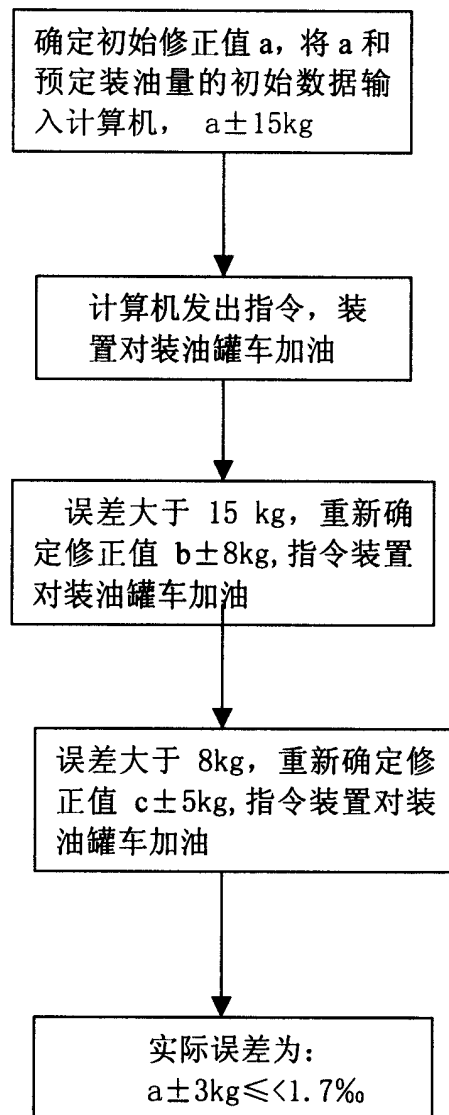 确定初始修正值a，将a和
预定装油量的初始数据输
入计算机， a±15kg
计算机发出指令，装
置对装油罐车加油
误差大于 15 kg，重新确
定修正值 b±8kg,指令装置
对装油罐车加油
误差大于 8kg，重新确定修
正值 c±5kg,指令装置对装
油罐车加油
实际误差为：
a±3kg≤<1.7‰